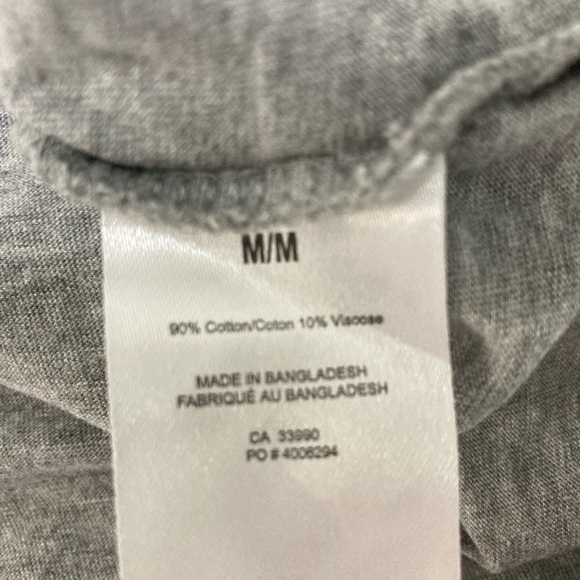 M/M
90% Cotton/Coton 10% Viscose
MADE IN BANGLADESH
FABRIQUÉ AU BANGLADESH
CA 33990
PO # 4006294